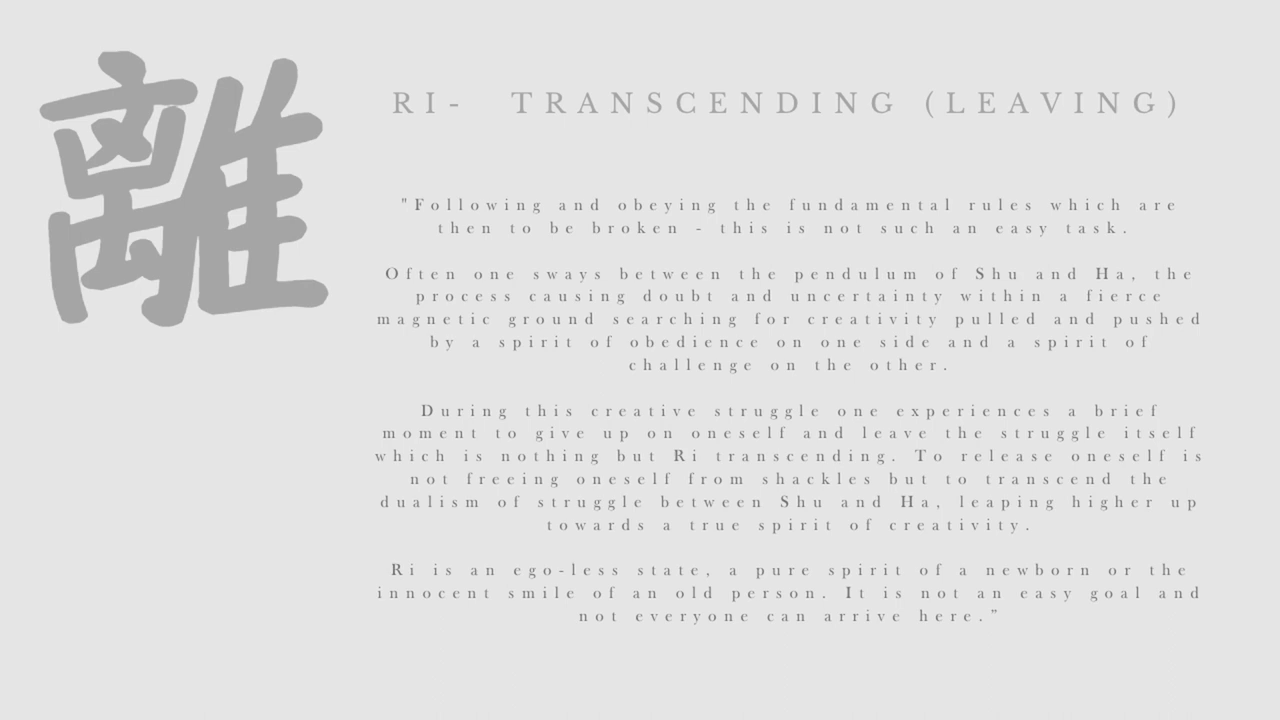 離
RI- TRANSCENDING (LEAVING)
"Following and obeying the fundamental rules which are
then to be broken - this is not such an easy task.
Often one sways between the pendulum of Shu and Ha, the
process causing doubt and uncertainty within a fierce
magnetic ground searching for creativity pulled and pushed
by a spirit of obedience on one side and a spirit of
challenge on the other.
During this creative struggle one experiences a brief
moment to give up on oneself and leave the struggle itself
which is nothing but Ri transcending. To release oneself is
not freeing oneself from shackles but to transcend the
dualism of struggle between Shu and Ha, leaping higher up
towards a true spirit of creativity.
Ri is an ego-less state, a pure spirit of a newborn or the
innocent smile of an old person. It is not an easy goal and
not everyone can arrive here.”